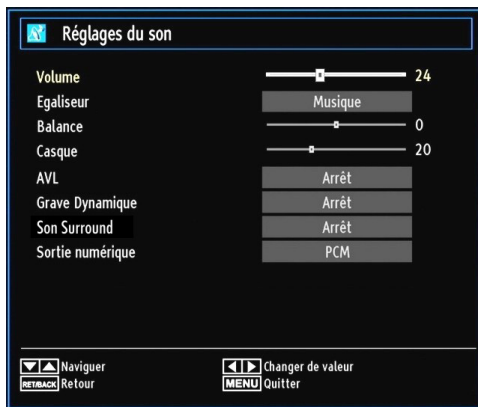 Réglages du son
Volume 24
Egaliseur Musique
Balance 0
Casque 20
AVL Arrêt
Grave Dynamique Arrêt
Son Surround Arrêt
Sortie numérique PCM
Naviguer Changer de valeur
RET/BACK Retour MENU Quitter